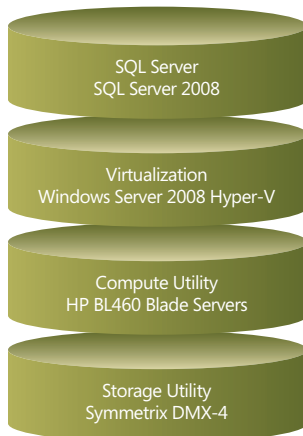 SQL Server
SQL Server 2008
Virtualization
Windows Server 2008 Hyper-V
Compute Utility
HP BL460 Blade Servers
Storage Utility
Symmetrix DMX-4